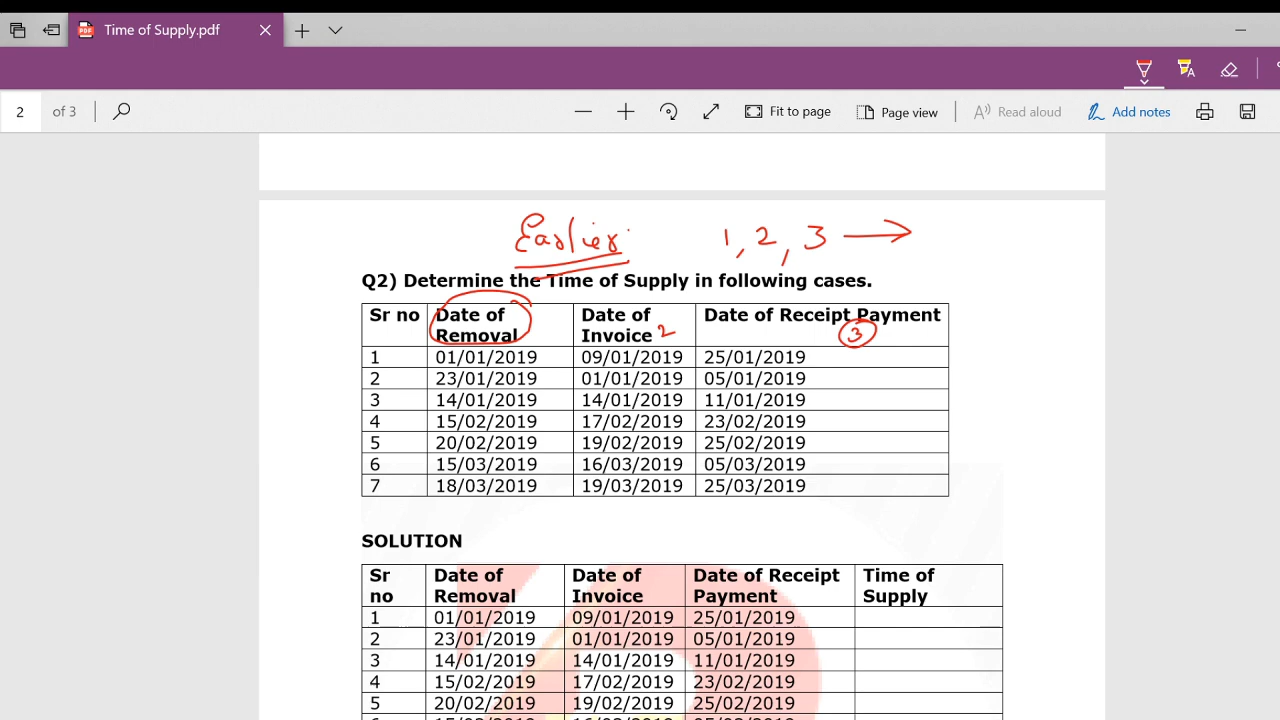 Time of Supply.pdf
2 of 3 Fit to page Page view Read aloud Add notes
Earlier 1, 2, 3
Q2) Determine the Time of Supply in following cases.
Sr no Date of Removal Date of Invoice 2 Date of Receipt Payment 3
1 01/01/2019 09/01/2019 25/01/2019
2 23/01/2019 01/01/2019 05/01/2019
3 14/01/2019 14/01/2019 11/01/2019
4 15/02/2019 17/02/2019 23/02/2019
5 20/02/2019 19/02/2019 25/02/2019
6 15/03/2019 16/03/2019 05/03/2019
7 18/03/2019 19/03/2019 25/03/2019
SOLUTION
Sr no Date of Removal Date of Invoice Date of Receipt Payment Time of Supply
1 01/01/2019 09/01/2019 25/01/2019
2 23/01/2019 01/01/2019 05/01/2019
3 14/01/2019 14/01/2019 11/01/2019
4 15/02/2019 17/02/2019 23/02/2019
5 20/02/2019 19/02/2019 25/02/2019